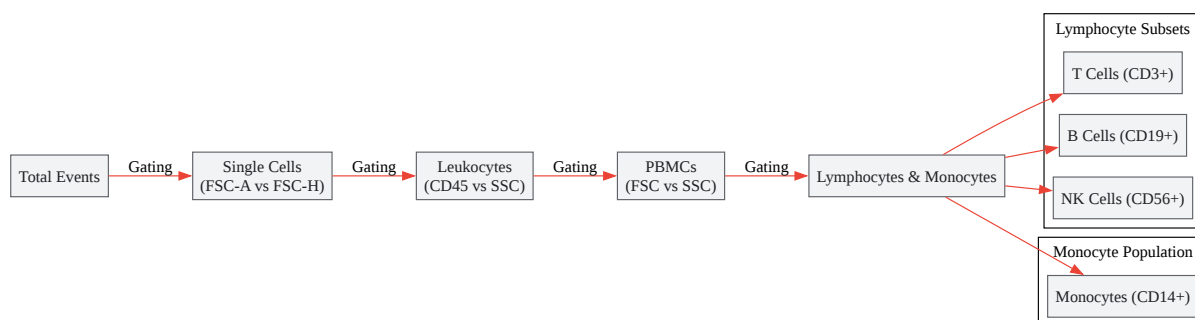 Total Events
Gating
Single Cells
(FSC-A vs FSC-H)
Gating
Leukocytes
(CD45 vs SSC)
Gating
PBMCs
(FSC vs SSC)
Gating
Lymphocytes & Monocytes
Lymphocyte Subsets
T Cells (CD3+)
B Cells (CD19+)
NK Cells (CD56+)
Monocyte Population
Monocytes (CD14+)